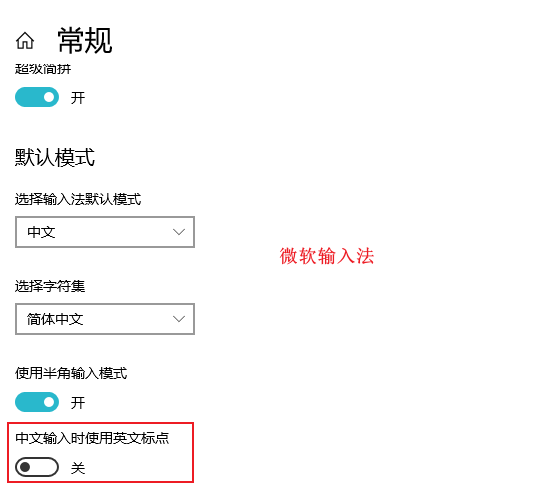 常规
超级简拼
开
默认模式
选择输入法默认模式
中文
微软输入法
选择字符集
简体中文
使用半角输入模式
开
中文输入时使用英文标点
关